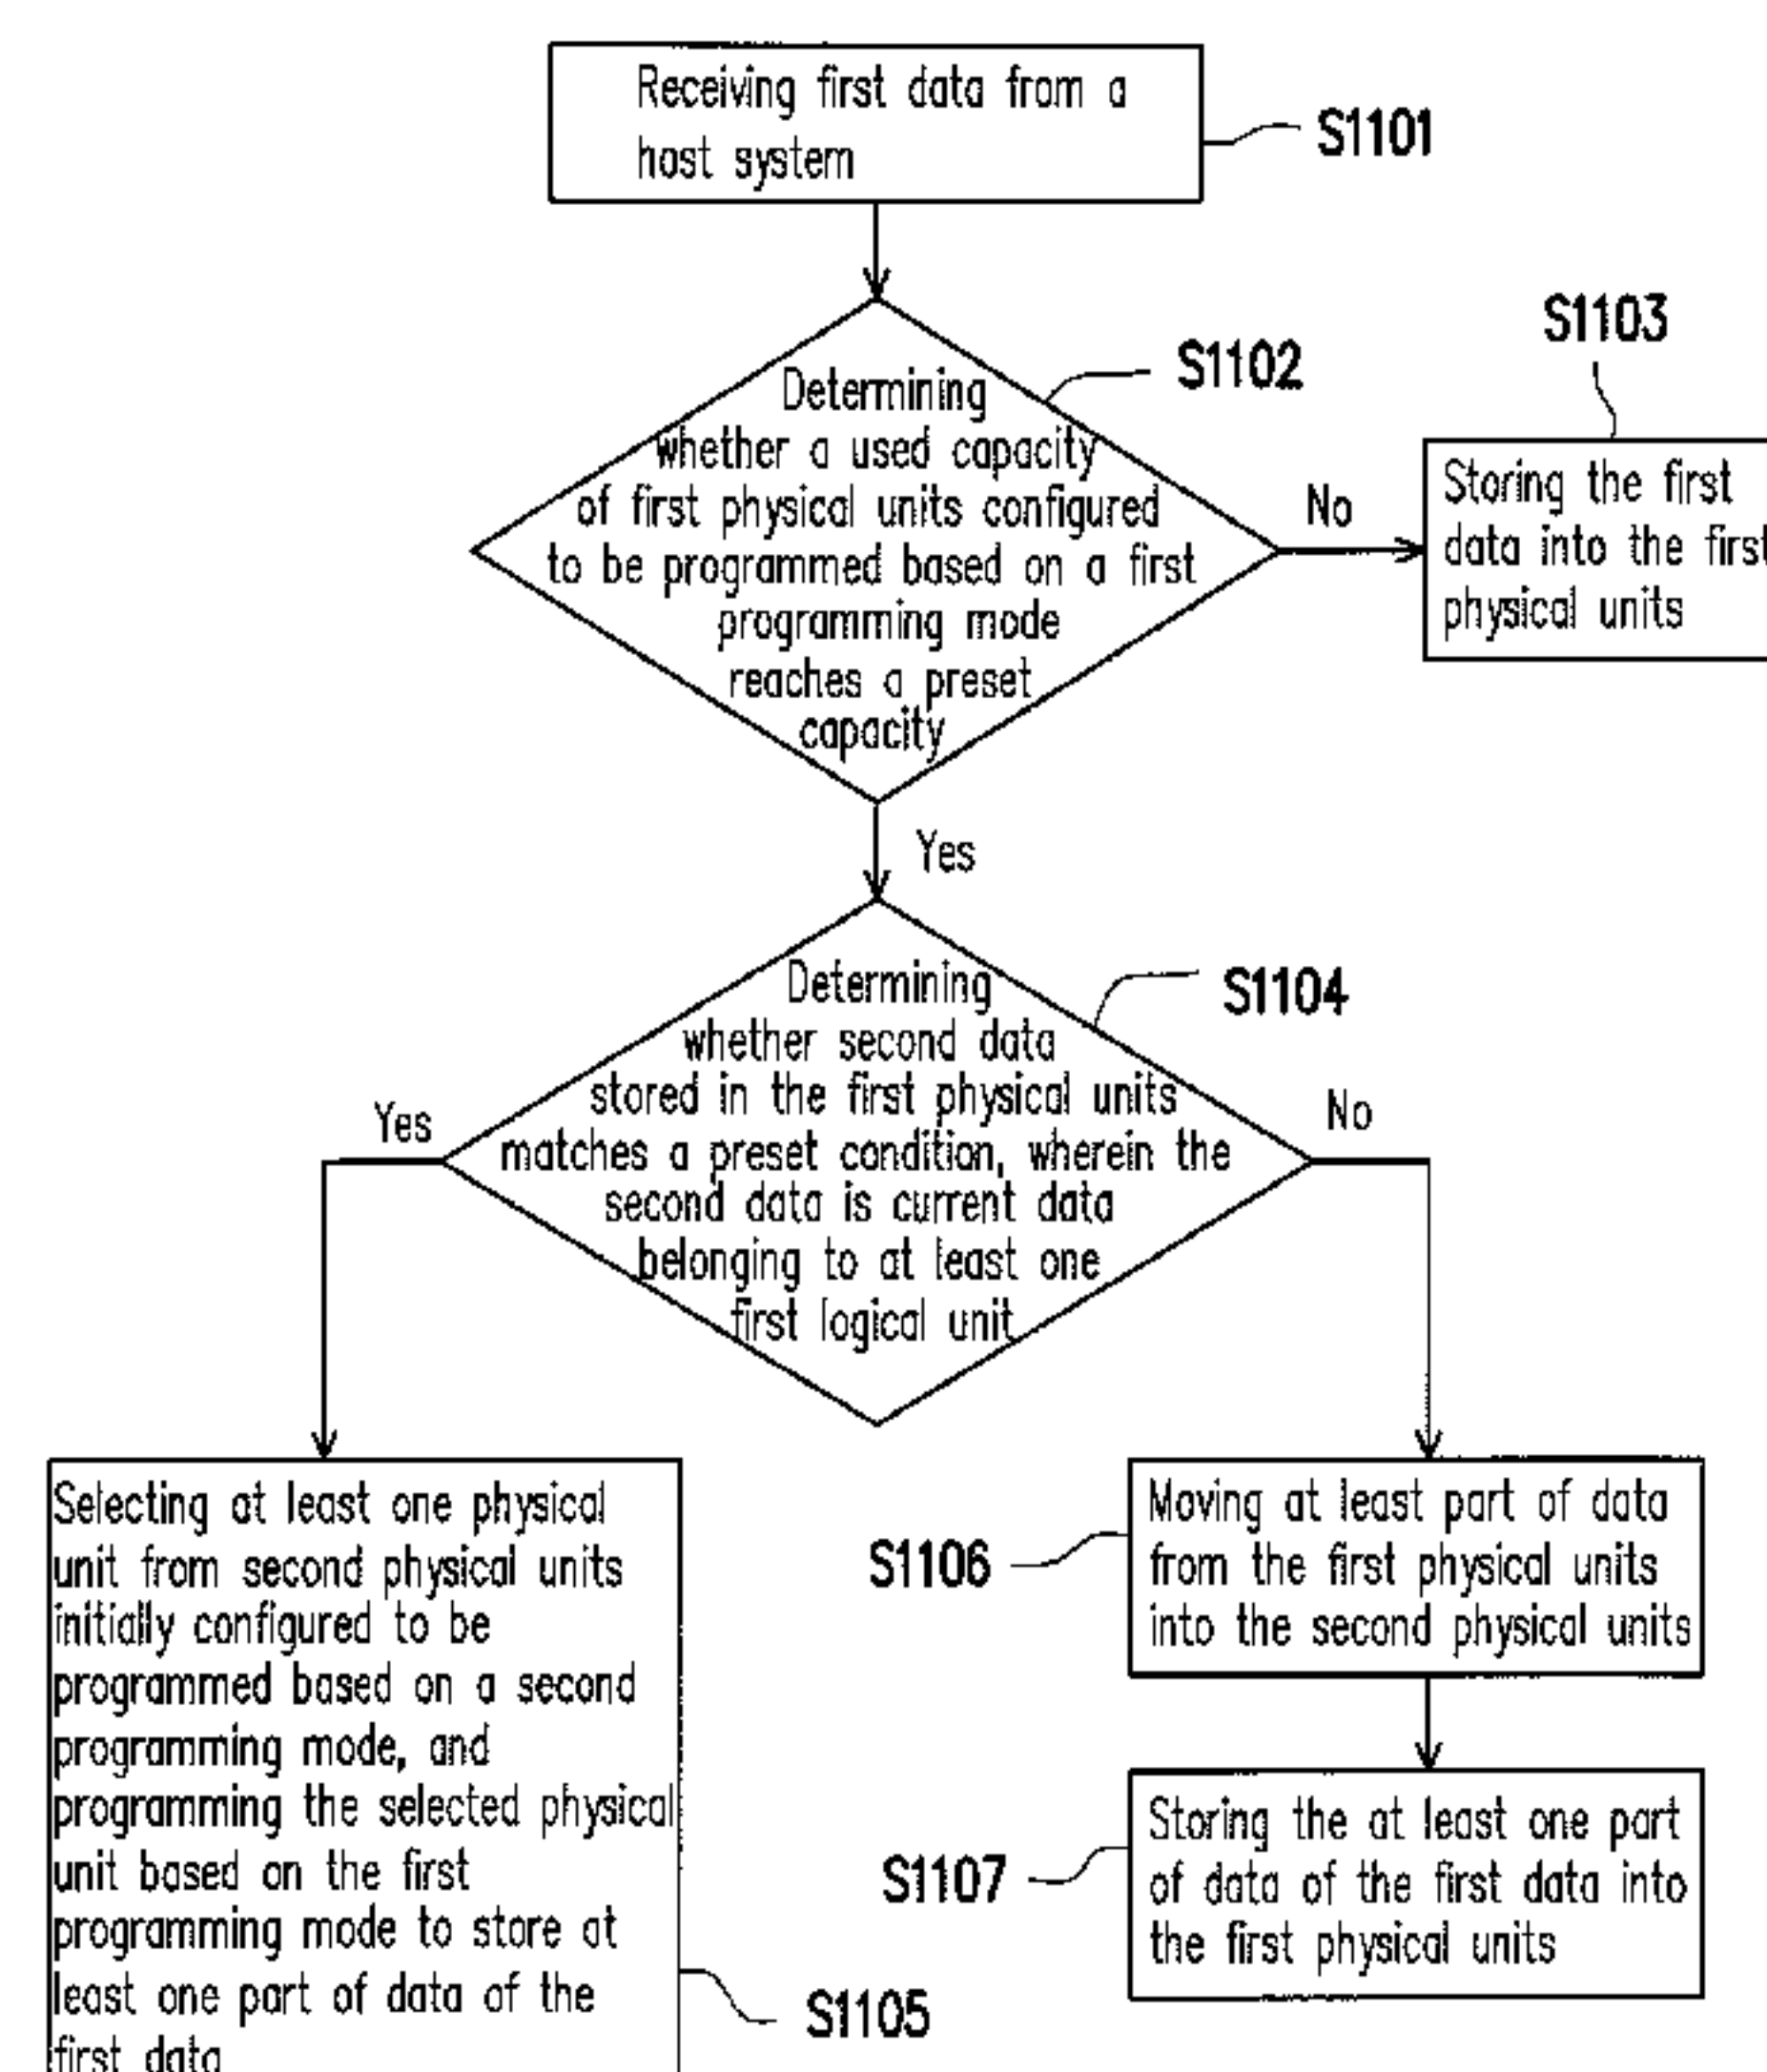 Receiving first data from a
host system
S1101
Determining
whether a used capacity
of first physical units configured
to be programmed based on a first
programming mode
reaches a preset
capacity
S1102
No
S1103
Storing the first
data into the first
physical units
Yes
Determining
whether second data
stored in the first physical units
matches a preset condition, wherein the
second data is current data
belonging to at least one
first logical unit
S1104
Yes
No
Selecting at least one physical
unit from second physical units
initially configured to be
programmed based on a second
programming mode, and
programming the selected physical
unit based on the first
programming mode to store at
least one part of data of the
first data
S1105
Moving at least part of data
from the first physical units
into the second physical units
S1106
Storing the at least one part
of data of the first data into
the first physical units
S1107